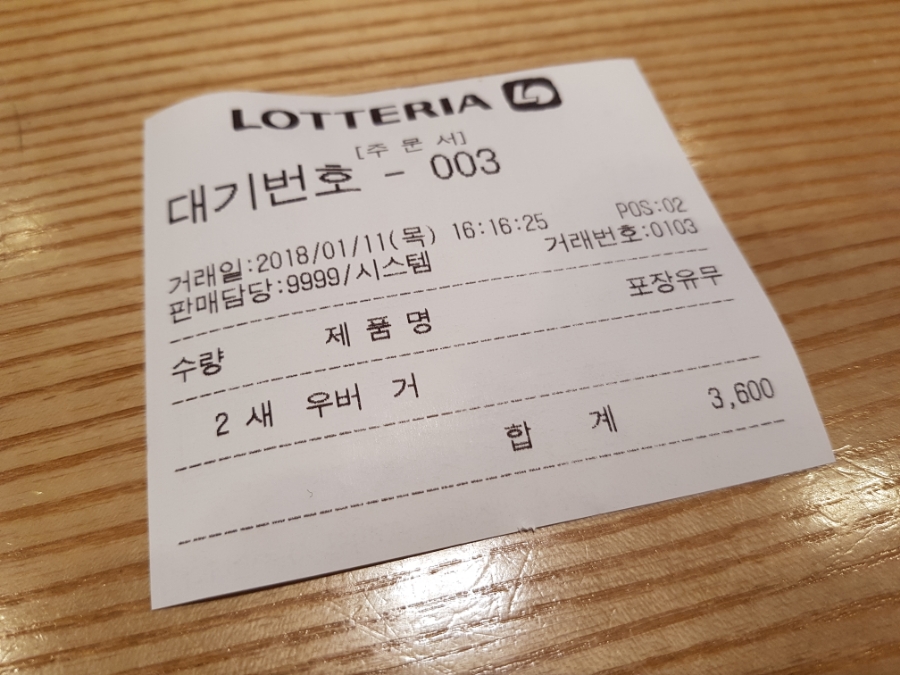 LOTTERIA
[주 문 서]
대기번호 - 003
POS:02
거래일:2018/01/11(목) 16:16:25
거래번호:0103
판매담당:9999/시스템
수량 제 품 명 포장유무
2 새 우버 거
합 계 3,600